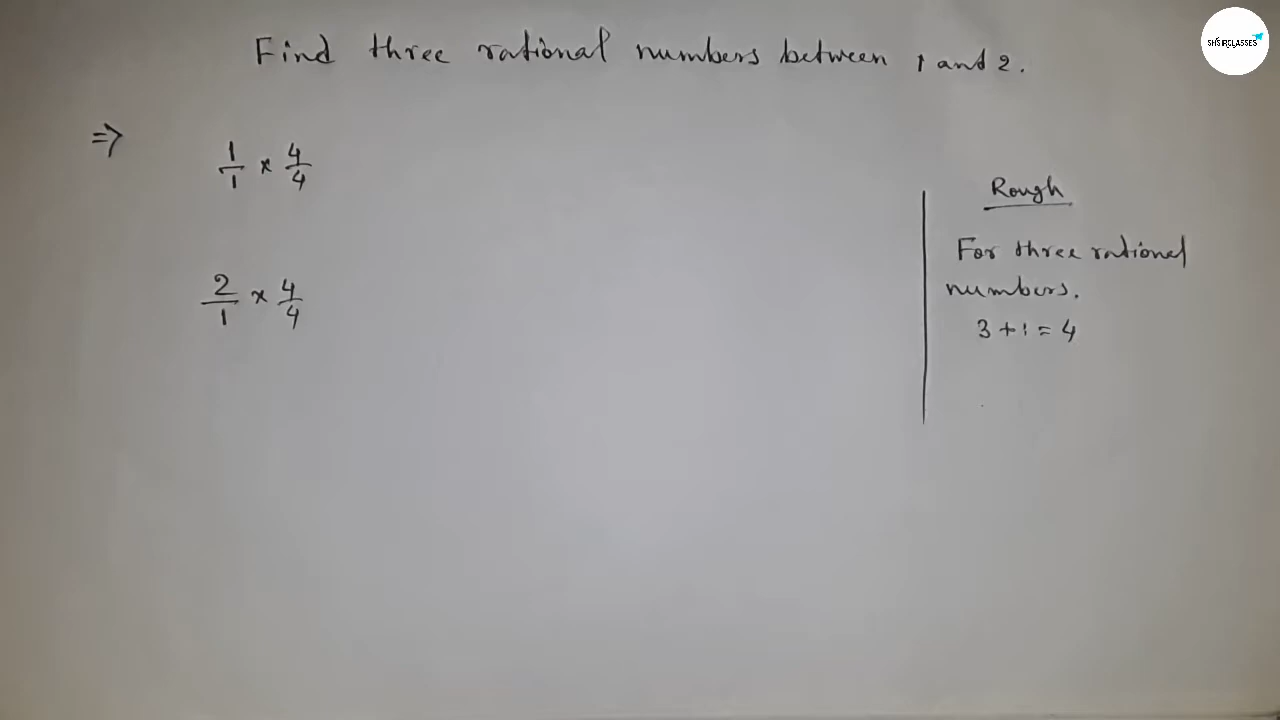 Find three rational numbers between 1 and 2.
SHSIRCLASSES
⇒
1/1 × 4/4
2/1 × 4/4
Rough
For three rational
numbers.
3 + 1 = 4